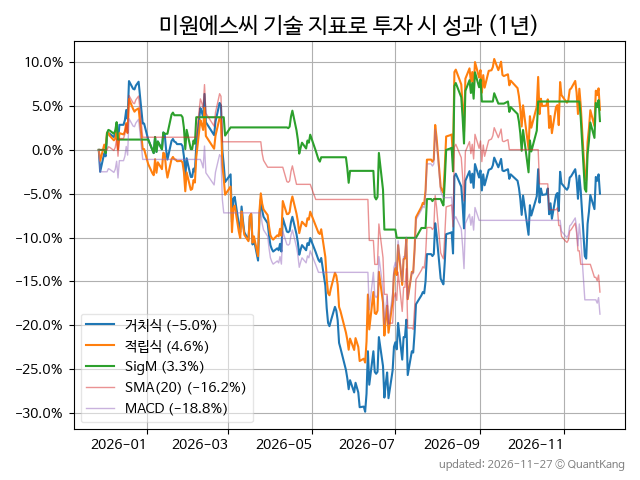 미원에스씨 기술 지표로 투자 시 성과 (1년)
10.0%
5.0%
0.0%
−5.0%
−10.0%
−15.0%
−20.0%
−25.0%
−30.0%
거치식 (−5.0%)
적립식 (4.6%)
SigM (3.3%)
SMA(20) (−16.2%)
MACD (−18.8%)
2026-01 2026-03 2026-05 2026-07 2026-09 2026-11
updated: 2026-11-27 © QuantKang